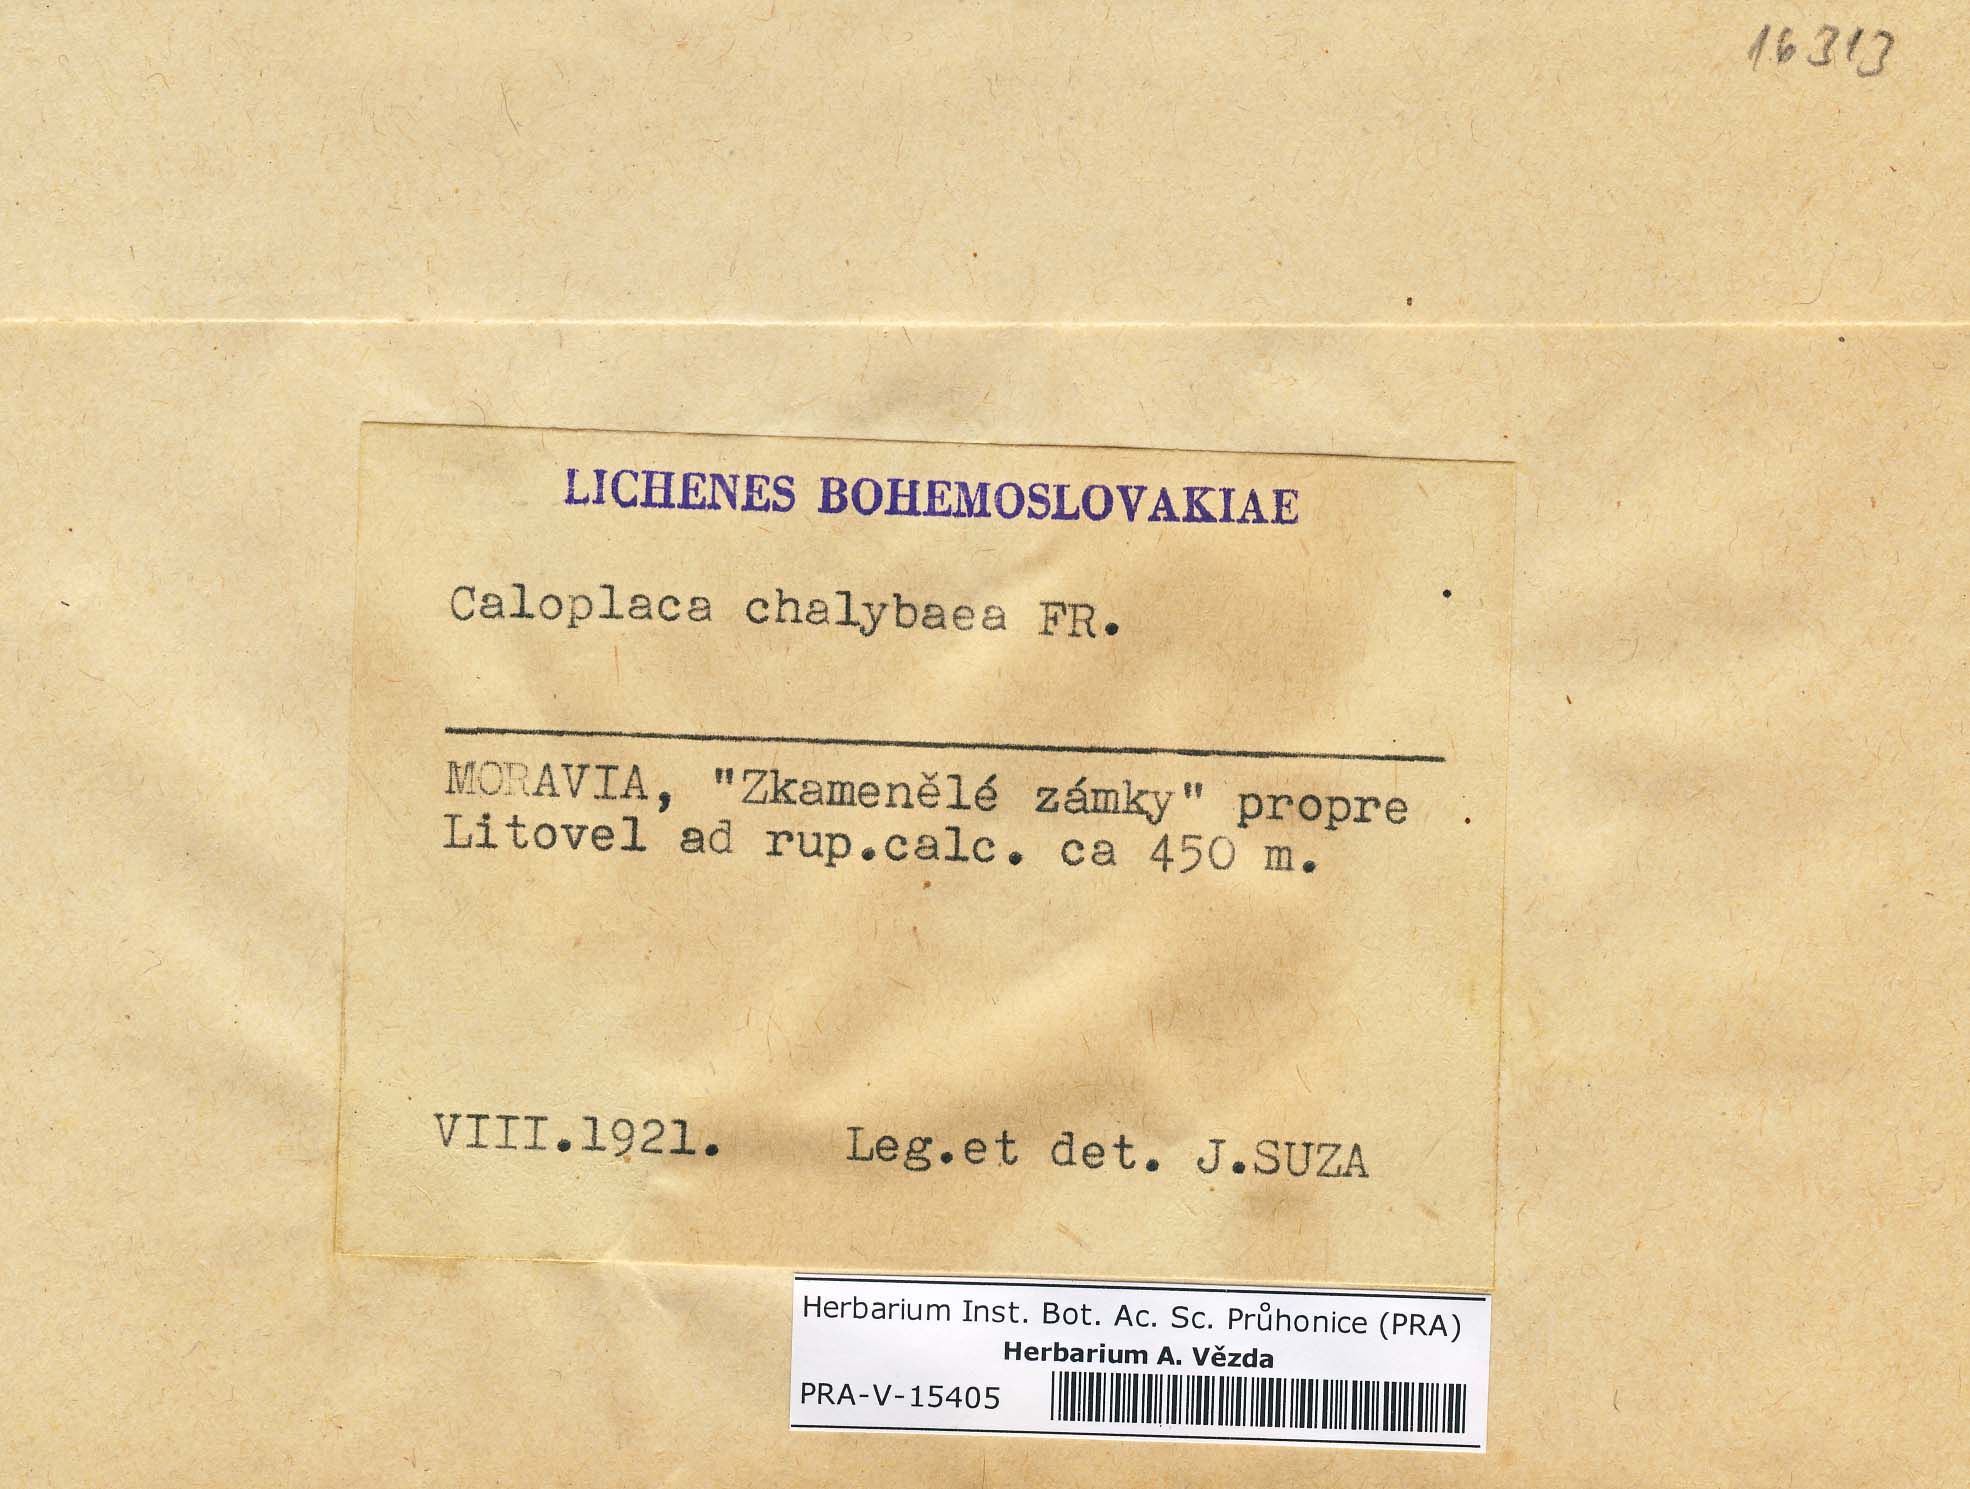 16313
LICHENES BOHEMOSLOVAKIAE
Caloplaca chalybaea FR.
MORAVIA, "Zkamenělé zámky" propre
Litovel ad rup.calc. ca 450 m.
VIII.1921. Leg.et det. J.SUZA
Herbarium Inst. Bot. Ac. Sc. Průhonice (PRA)
Herbarium A. Vězda
PRA-V-15405